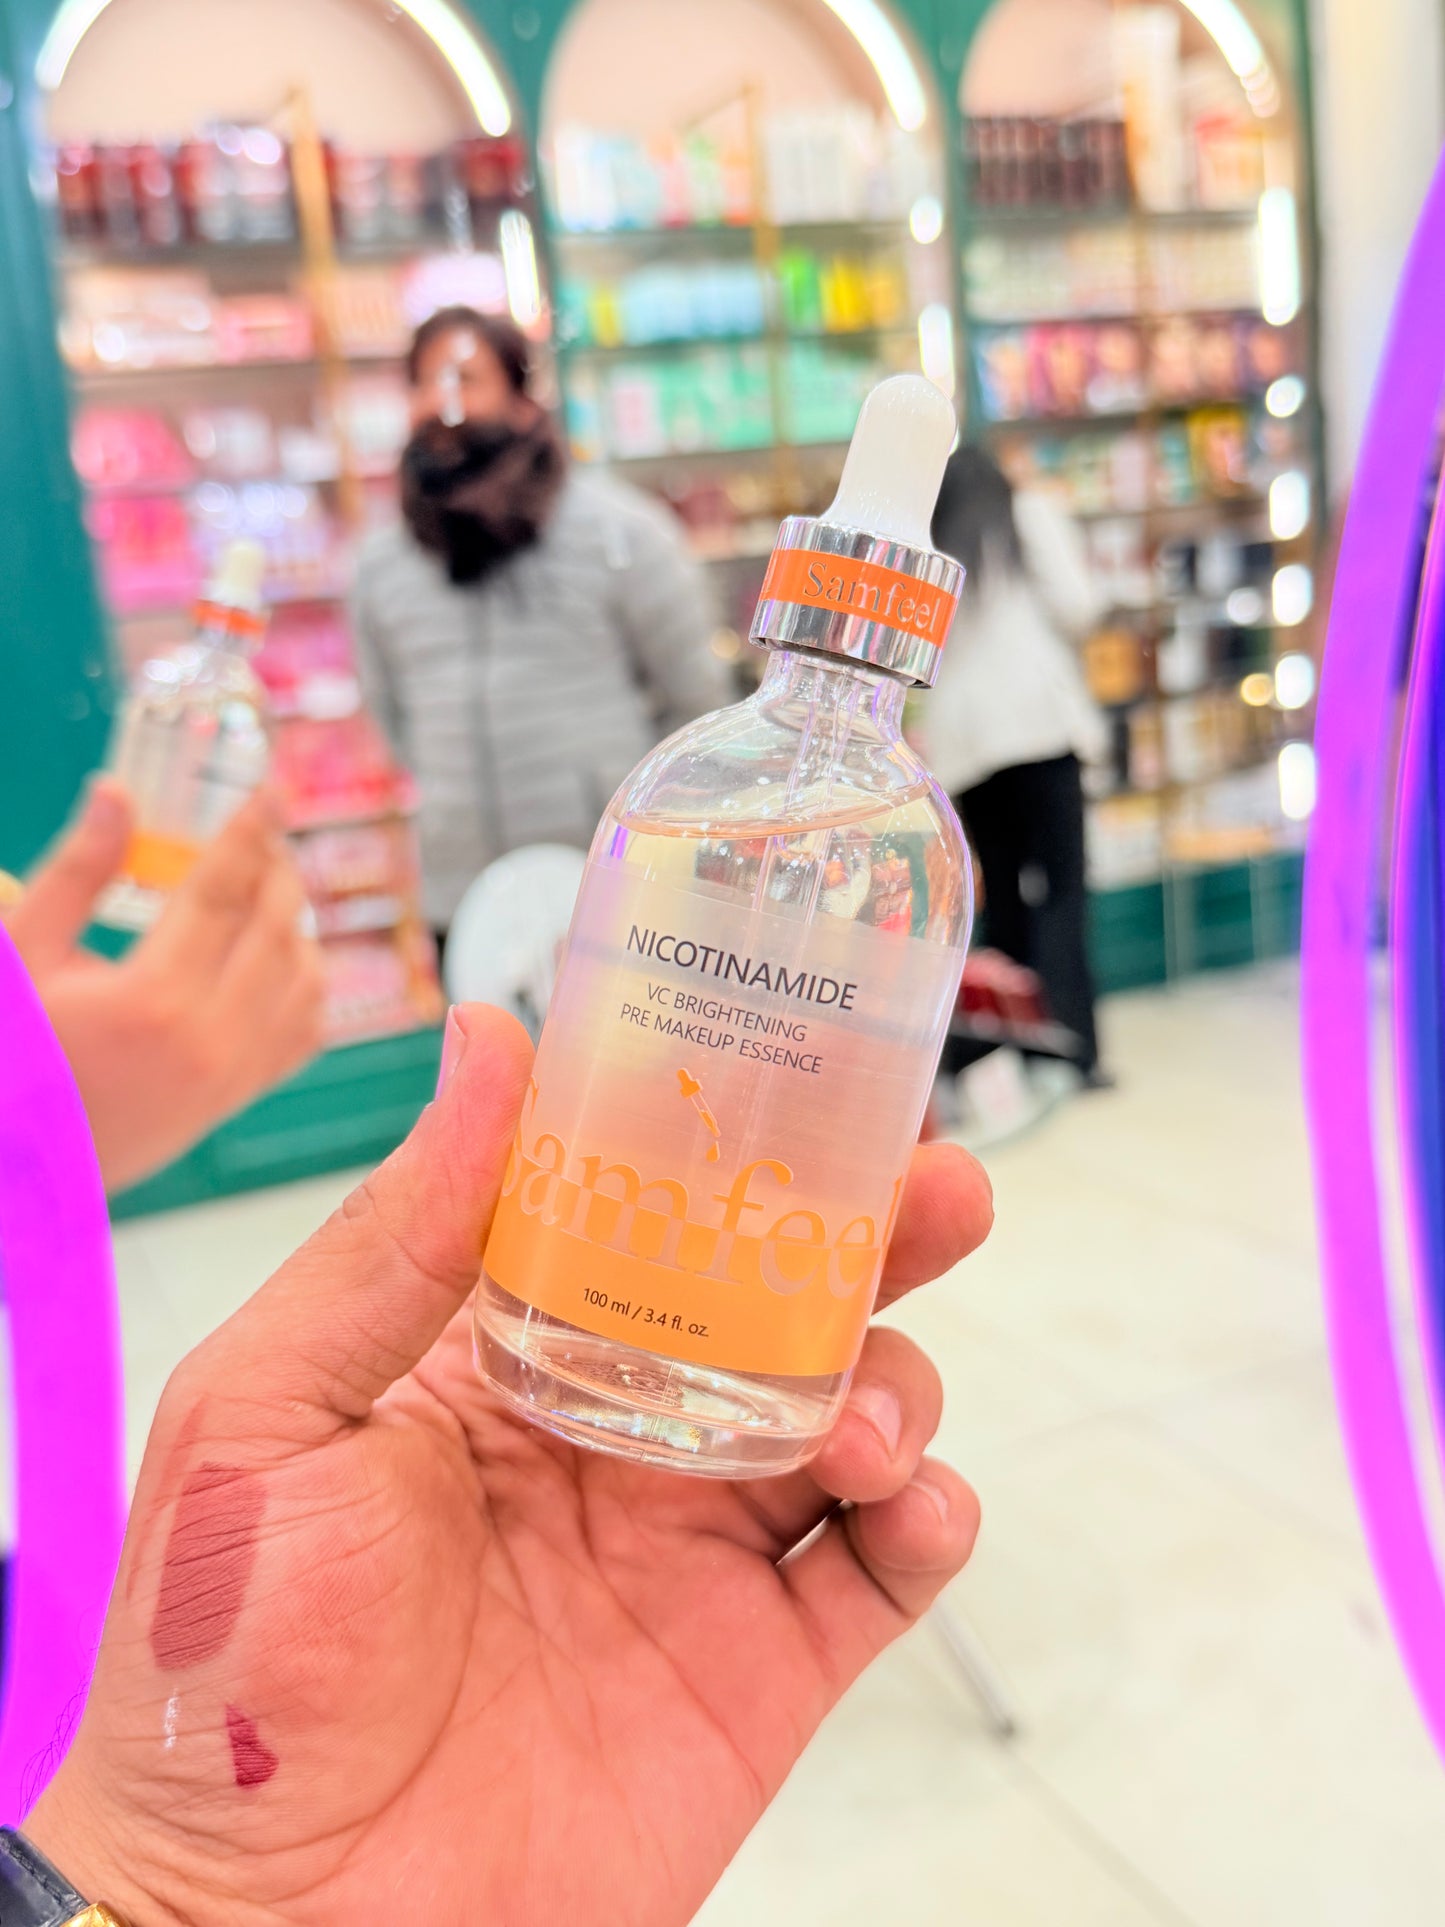 Samfeel
NICOTINAMIDE
VC BRIGHTENING
PRE MAKEUP ESSENCE
Samfeel
100 ml / 3.4 fl. oz.